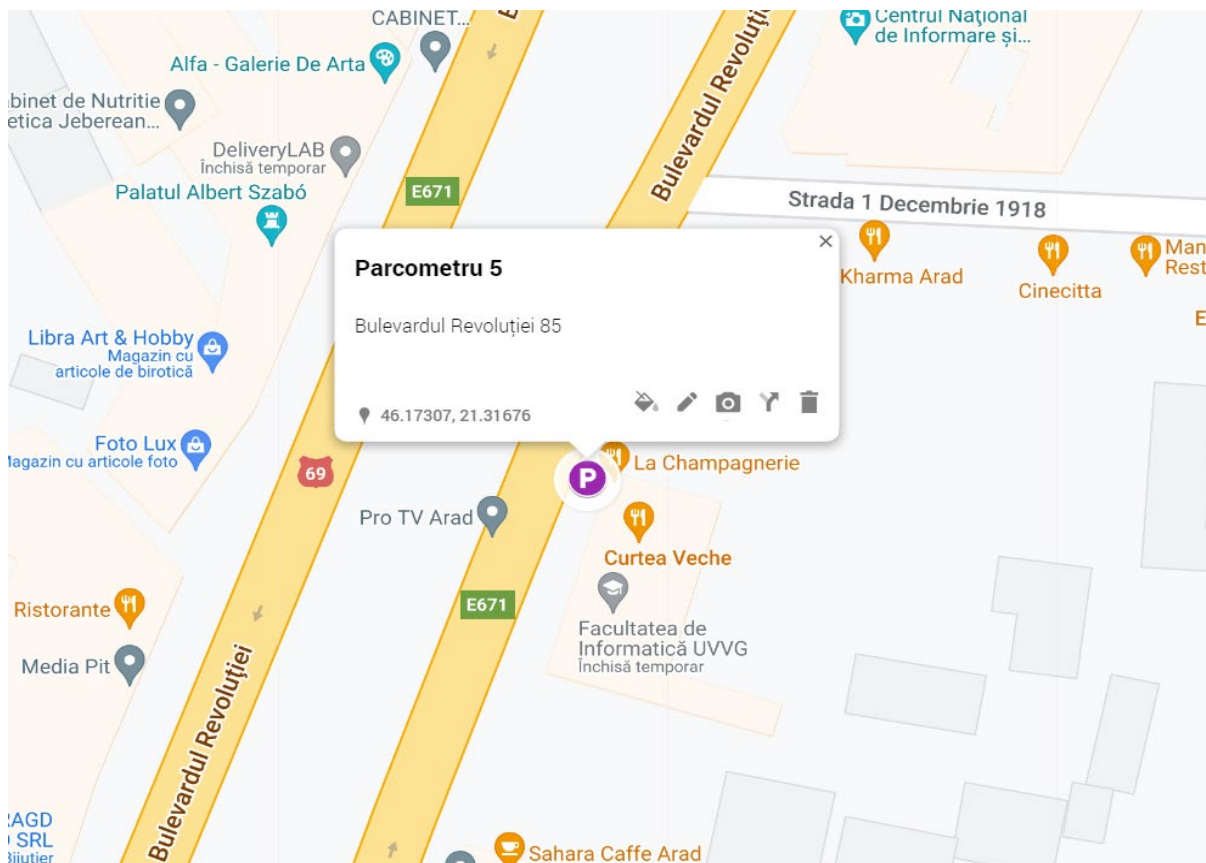 CABINET...
Centrul Naţional
de Informare și...
Alfa - Galerie De Arta
Bulevardul Revoluţiei
binet de Nutritie
etica Jeberean...
DeliveryLAB
Închisă temporar
Palatul Albert Szabó
E671
Strada 1 Decembrie 1918
Kharma Arad
Cinecitta
Man
Rest
E
Parcometru 5
Bulevardul Revoluției 85
46.17307, 21.31676
Libra Art & Hobby
Magazin cu
articole de birotică
Foto Lux
Magazin cu articole foto
69
P
La Champagnerie
Pro TV Arad
Curtea Veche
E671
Facultatea de
Informatică UVVG
Închisă temporar
Ristorante
Media Pit
Bulevardul Revoluţiei
RAGD
SRL
Bijutier
Sahara Caffe Arad